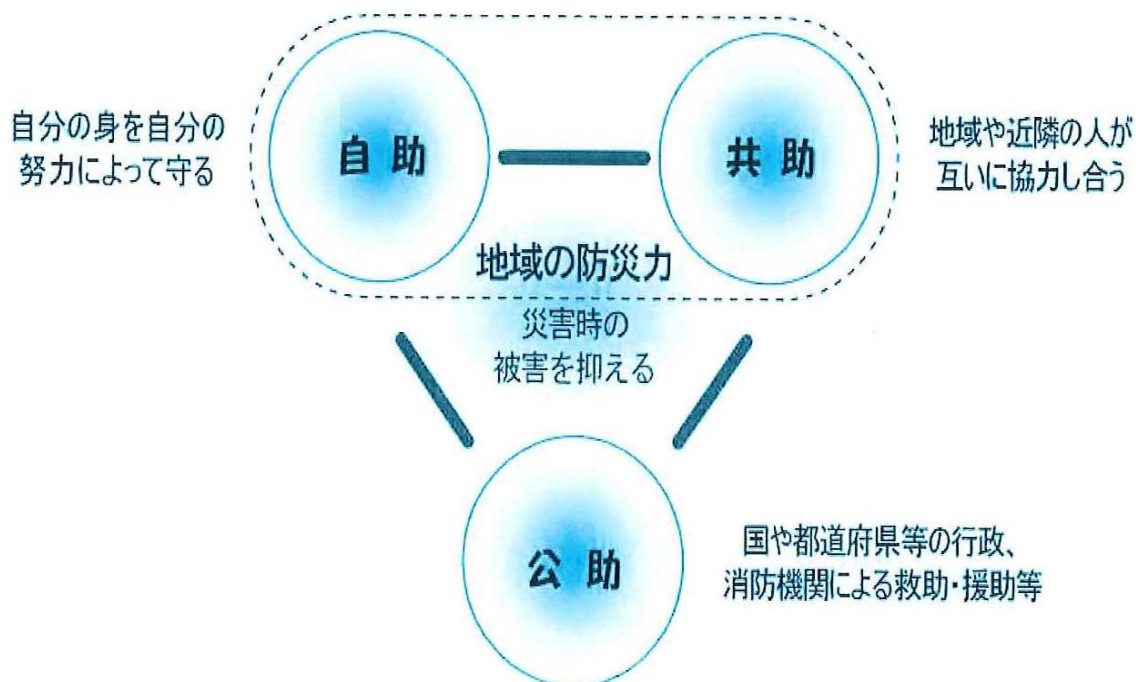 自分の身を自分の
努力によって守る
自助
共助
地域や近隣の人が
互いに協力し合う
地域の防災力
災害時の
被害を抑える
公助
国や都道府県等の行政、
消防機関による救助・援助等